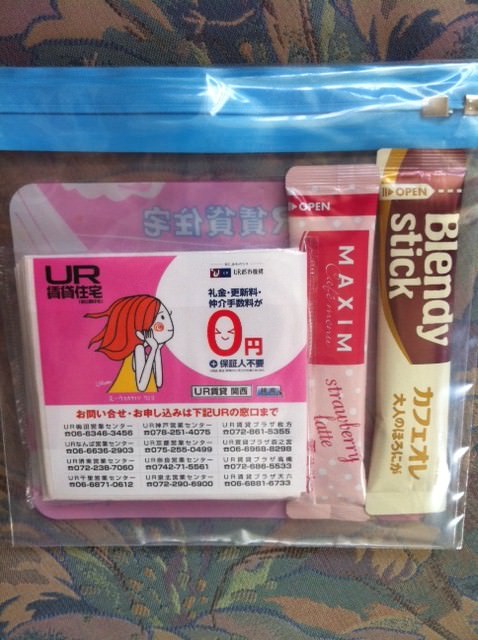 UR賃貸住宅
UR
賃貸住宅
UR都市機構
礼金・更新料・
仲介手数料が
0円
+保証人不要
UR賃貸 関西
お問い合せ・お申し込みは下記URの窓口まで
UR梅田営業センター
☎06-6346-3456
UR神戸営業センター
☎078-251-4075
URなんば営業センター
☎06-6636-2903
UR京都営業センター
☎075-255-0499
UR堺東営業センター
☎072-238-7060
UR奈良営業センター
☎0742-71-5561
UR千里営業センター
☎06-6871-0612
UR泉北営業センター
☎072-290-6900
UR賃貸プラザ枚方
☎072-861-5355
UR賃貸プラザ森之宮
☎06-6968-8298
UR賃貸プラザ高槻
☎072-686-5533
UR賃貸プラザ天六
☎06-6881-6733
OPEN
MAXIM
Café menu
strawberry
latte
OPEN
Blendy
stick
カフェオレ
大人のほろにが